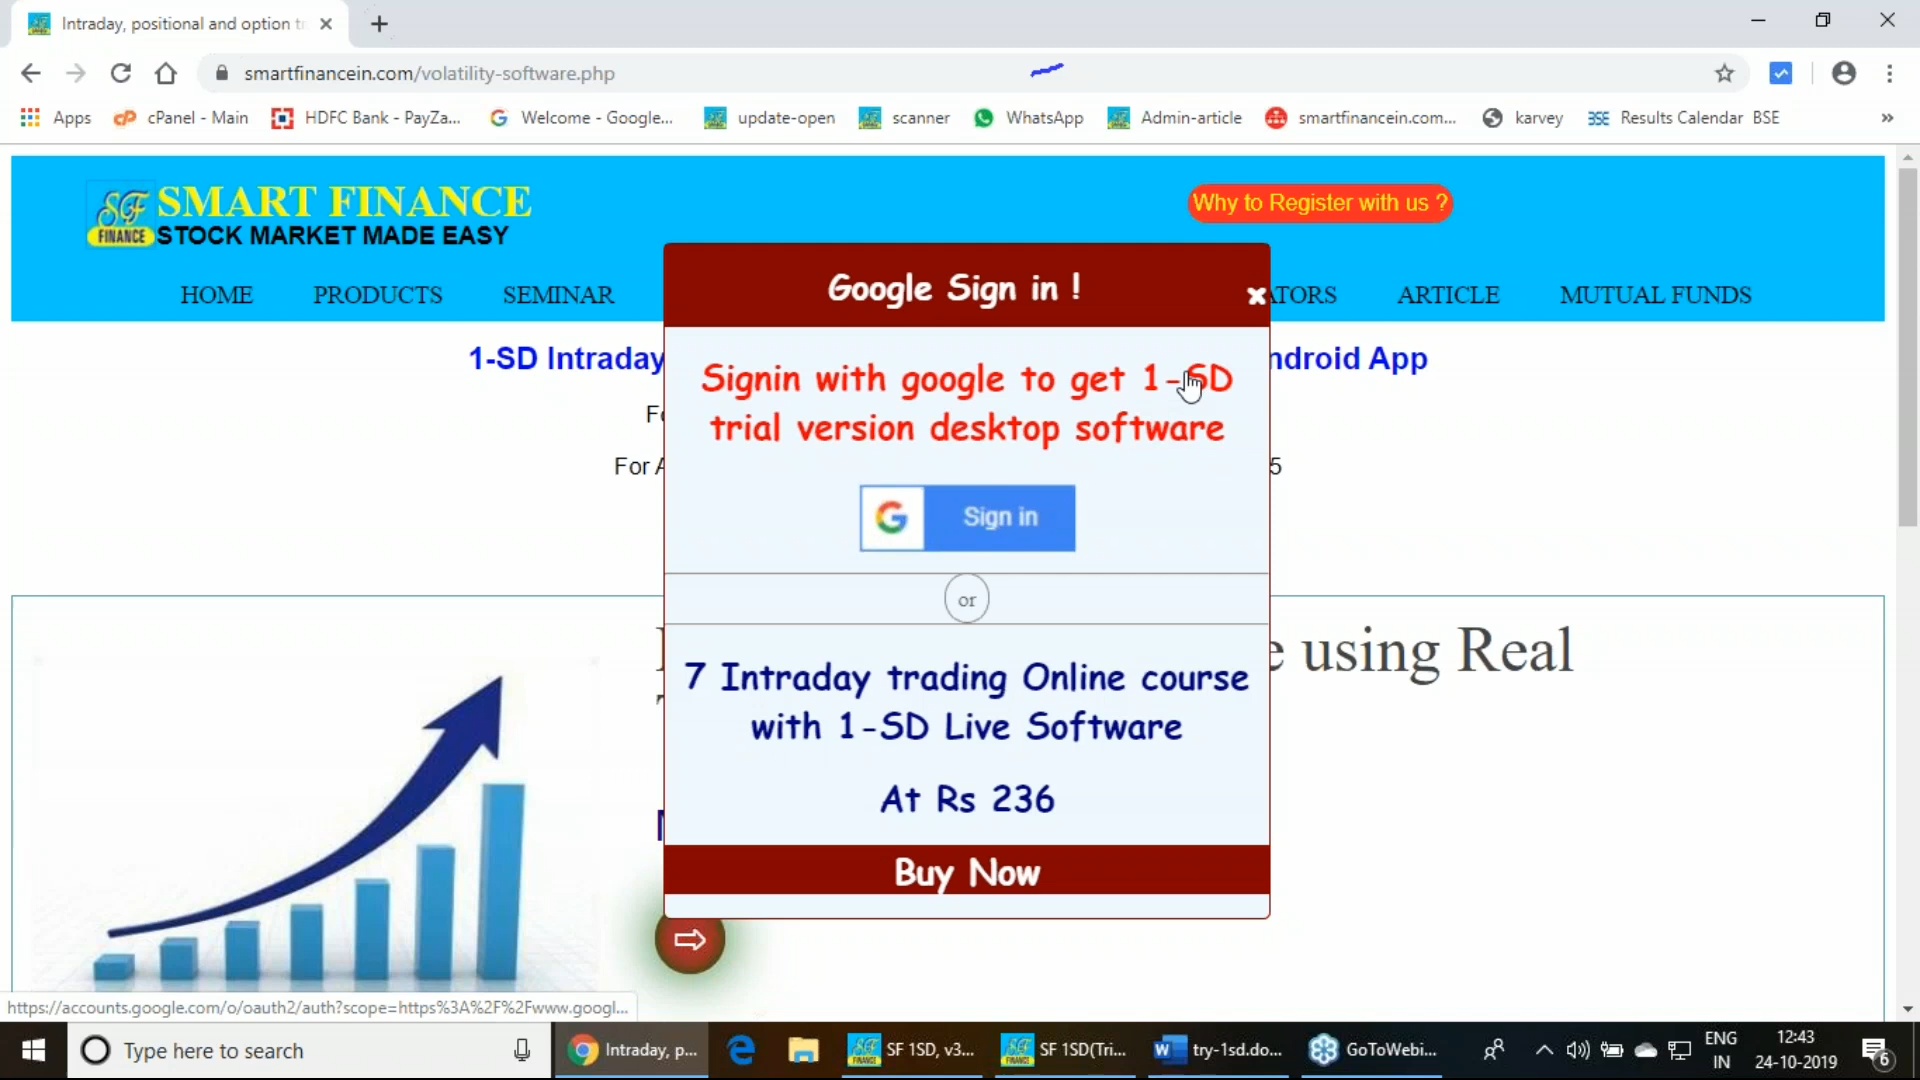 Intraday, positional and option t
smartfinancein.com/volatility-software.php
Apps
cPanel - Main
HDFC Bank - PayZa...
Welcome - Google...
update-open
scanner
WhatsApp
Admin-article
smartfinancein.com...
karvey
BSE Results Calendar BSE
SMART FINANCE
STOCK MARKET MADE EASY
SF
FINANCE
Why to Register with us ?
HOME
PRODUCTS
SEMINAR
ATORS
ARTICLE
MUTUAL FUNDS
Google Sign in !
1-SD Intraday
ndroid App
For A
5
Signin with google to get 1-SD
trial version desktop software
G Sign in
or
e using Real
7 Intraday trading Online course
with 1-SD Live Software
At Rs 236
Buy Now
https://accounts.google.com/o/oauth2/auth?scope=https%3A%2F%2Fwww.googl...
Type here to search
Intraday, p...
SF 1SD, v3...
SF 1SD(Tri...
try-1sd.do...
GoToWebi...
ENG
IN
12:43
24-10-2019
6